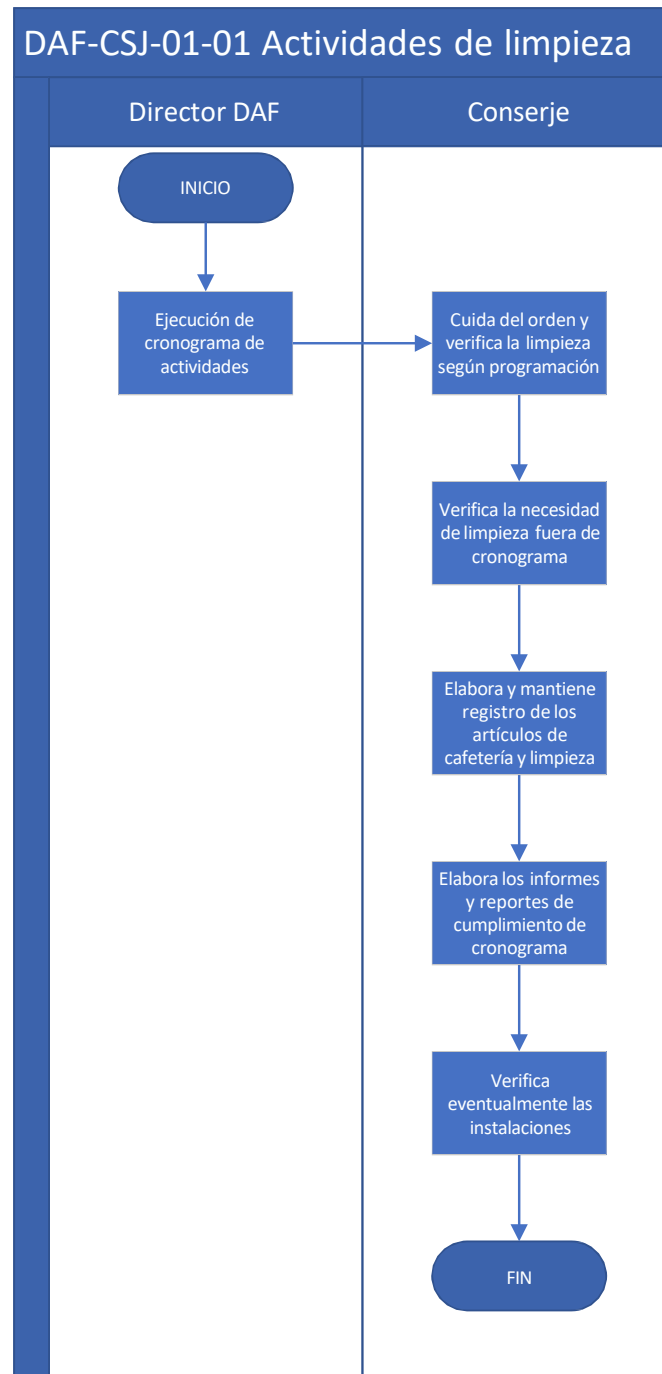 DAF-CSJ-01-01 Actividades de limpieza
Director DAF
Conserje
INICIO
Ejecución de
cronograma de
actividades
Cuida del orden y
verifica la limpieza
según programación
Verifica la necesidad
de limpieza fuera de
cronograma
Elabora y mantiene
registro de los
artículos de
cafetería y limpieza
Elabora los informes
y reportes de
cumplimiento de
cronograma
Verifica
eventualmente las
instalaciones
FIN